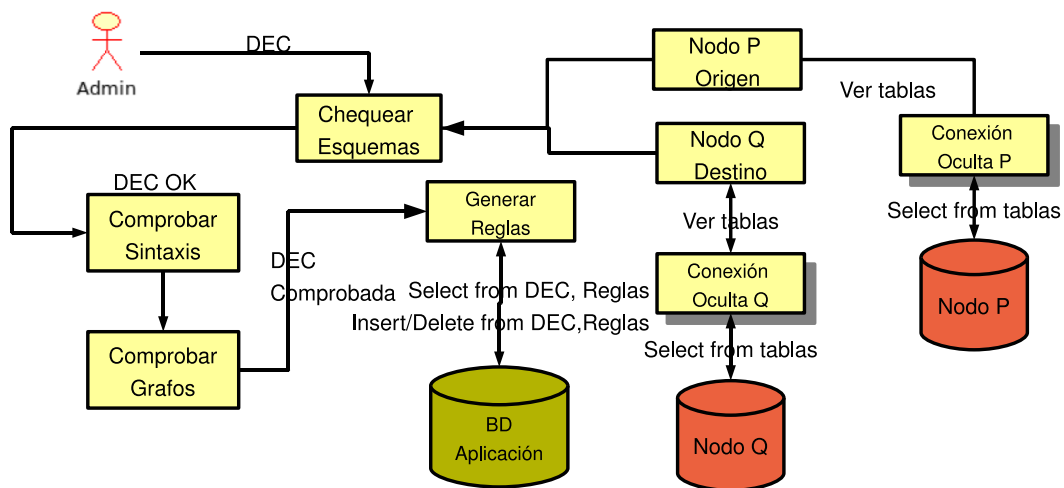 Admin
DEC
Chequear
Esquemas
Nodo P
Origen
Ver tablas
Conexión
Oculta P
Nodo Q
Destino
Select from tablas
Nodo P
DEC OK
Comprobar
Sintaxis
Generar
Reglas
Ver tablas
DEC
Comprobada
Select from DEC, Reglas
Insert/Delete from DEC,Reglas
Conexión
Oculta Q
Select from tablas
Comprobar
Grafos
BD
Aplicación
Nodo Q